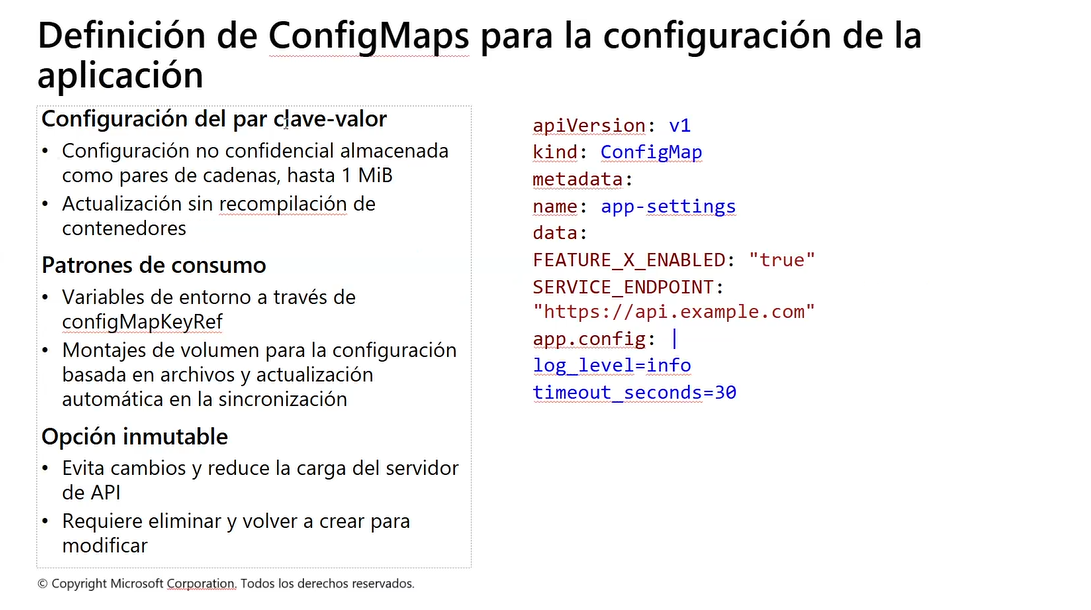 Definición de ConfigMaps para la configuración de la
aplicación
Configuración del par clave-valor
• Configuración no confidencial almacenada
como pares de cadenas, hasta 1 MiB
• Actualización sin recompilación de
contenedores
Patrones de consumo
• Variables de entorno a través de
configMapKeyRef
• Montajes de volumen para la configuración
basada en archivos y actualización
automática en la sincronización
Opción inmutable
• Evita cambios y reduce la carga del servidor
de API
• Requiere eliminar y volver a crear para
modificar
apiVersion: v1
kind: ConfigMap
metadata:
name: app-settings
data:
FEATURE_X_ENABLED: "true"
SERVICE_ENDPOINT:
"https://api.example.com"
app.config: |
log_level=info
timeout_seconds=30
© Copyright Microsoft Corporation. Todos los derechos reservados.